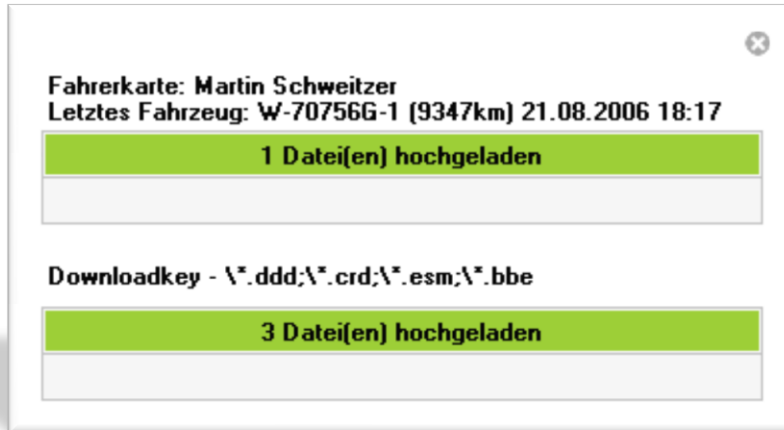 Fahrerkarte: Martin Schweitzer
Letztes Fahrzeug: W-70756G-1 (9347km) 21.08.2006 18:17
1 Datei(en) hochgeladen
Downloadkey - \*.ddd;\*.crd;\*.esm;\*.bbe
3 Datei(en) hochgeladen